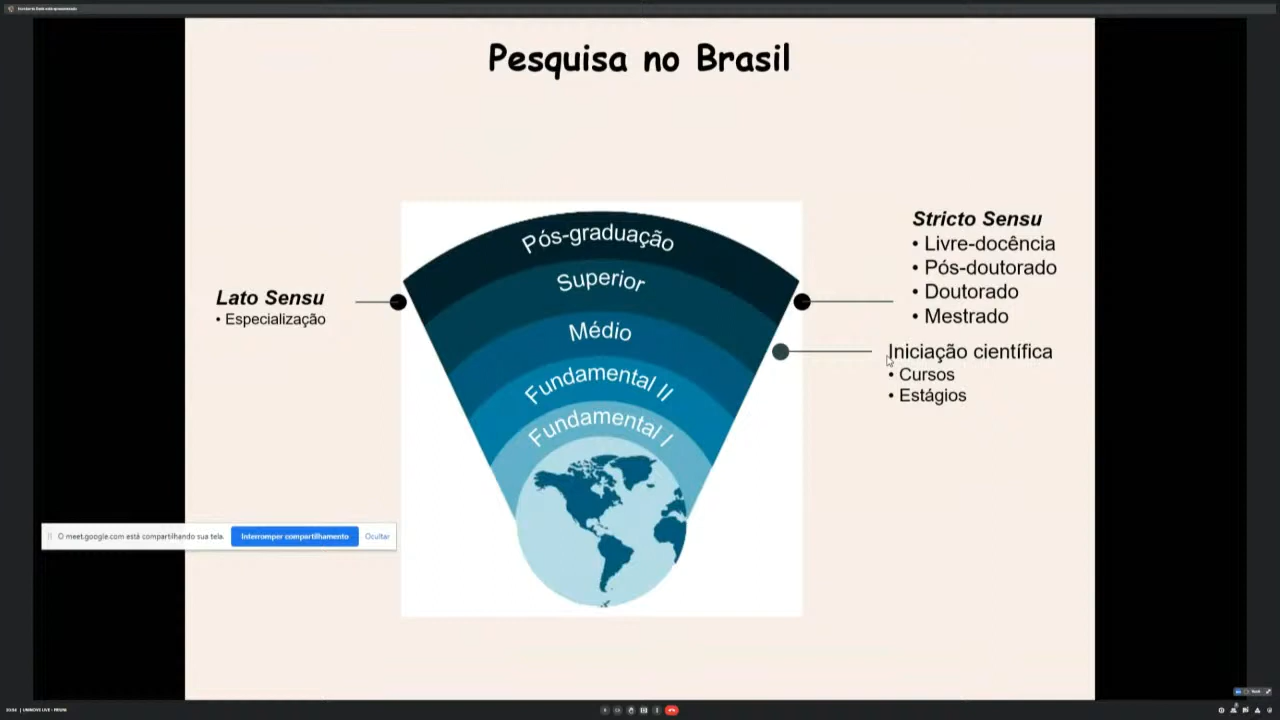 Pesquisa no Brasil
Pós-graduação
Superior
Médio
Fundamental II
Fundamental I
Lato Sensu
• Especialização
Stricto Sensu
• Livre-docência
• Pós-doutorado
• Doutorado
• Mestrado
Iniciação científica
• Cursos
• Estágios
O meet.google.com está compartilhando sua tela.
Interromper compartilhamento
Ocultar